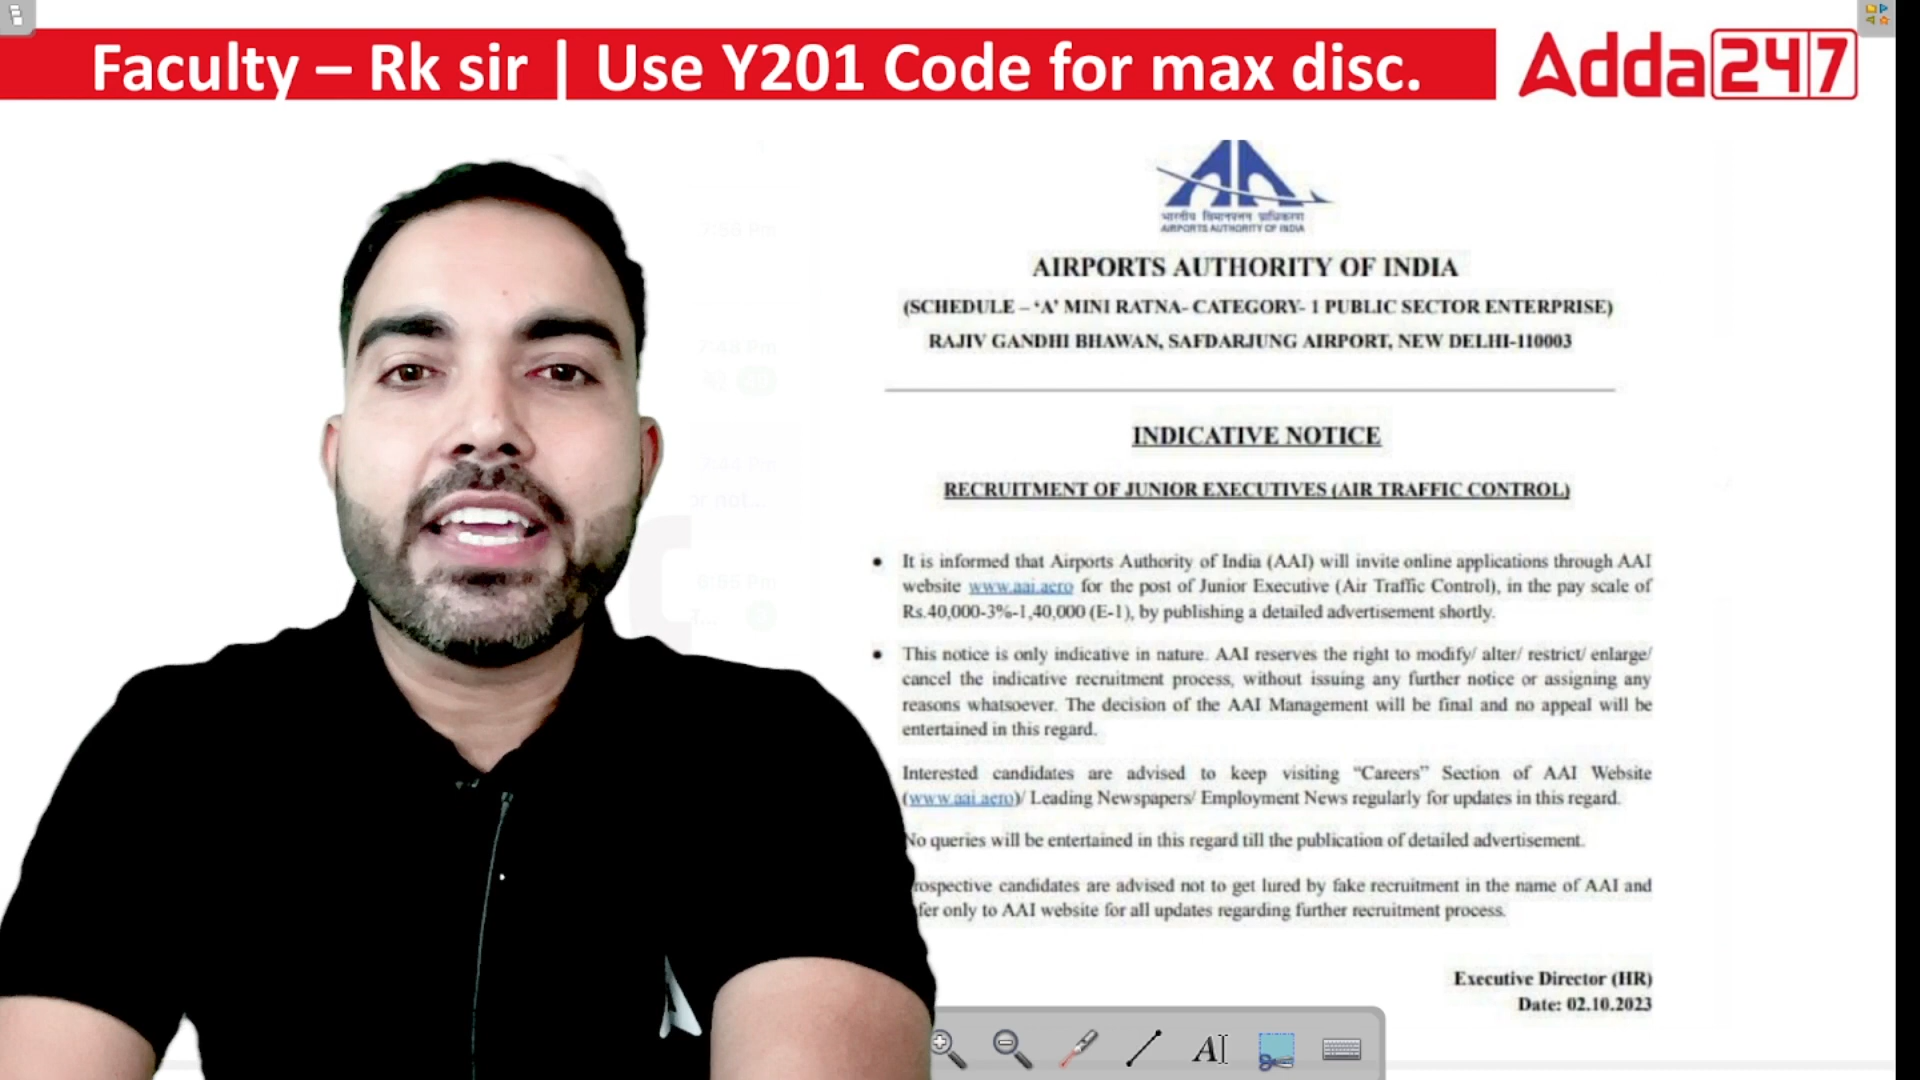 Faculty – Rk sir | Use Y201 Code for max disc.
Adda247
भारतीय विमानपत्तन प्राधिकरण
AIRPORTS AUTHORITY OF INDIA
AIRPORTS AUTHORITY OF INDIA
(SCHEDULE – ‘A’ MINI RATNA- CATEGORY- 1 PUBLIC SECTOR ENTERPRISE)
RAJIV GANDHI BHAWAN, SAFDARJUNG AIRPORT, NEW DELHI-110003
INDICATIVE NOTICE
RECRUITMENT OF JUNIOR EXECUTIVES (AIR TRAFFIC CONTROL)
• It is informed that Airports Authority of India (AAI) will invite online applications through AAI
website www.aai.aero for the post of Junior Executive (Air Traffic Control), in the pay scale of
Rs.40,000-3%-1,40,000 (E-1), by publishing a detailed advertisement shortly.
• This notice is only indicative in nature. AAI reserves the right to modify/ alter/ restrict/ enlarge/
cancel the indicative recruitment process, without issuing any further notice or assigning any
reasons whatsoever. The decision of the AAI Management will be final and no appeal will be
entertained in this regard.
Interested candidates are advised to keep visiting “Careers” Section of AAI Website
(www.aai.aero)/ Leading Newspapers/ Employment News regularly for updates in this regard.
No queries will be entertained in this regard till the publication of detailed advertisement.
rospective candidates are advised not to get lured by fake recruitment in the name of AAI and
fer only to AAI website for all updates regarding further recruitment process.
Executive Director (HR)
Date: 02.10.2023